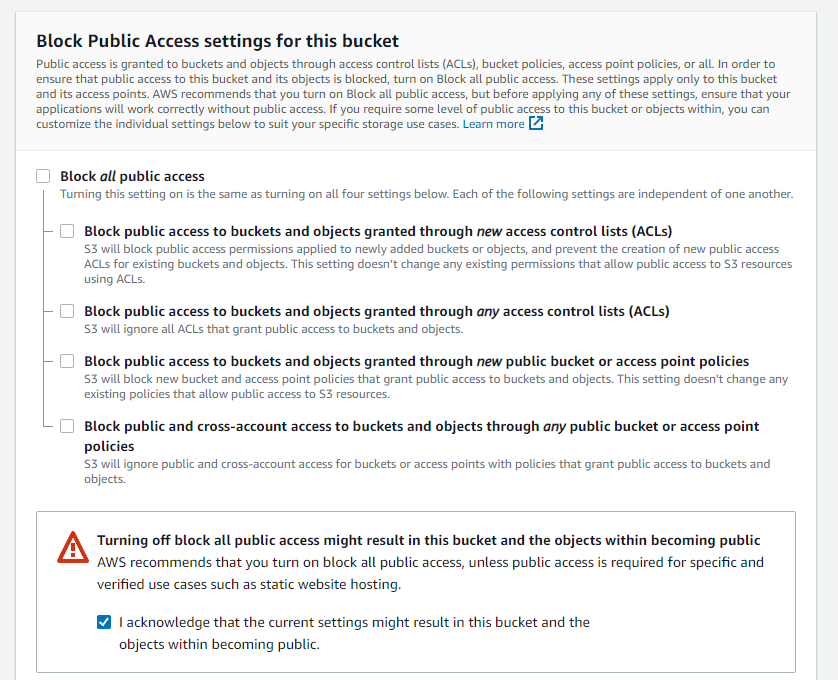 Block Public Access settings for this bucket
Public access is granted to buckets and objects through access control lists (ACLs), bucket policies, access point policies, or all. In order to
ensure that public access to this bucket and its objects is blocked, turn on Block all public access. These settings apply only to this bucket
and its access points. AWS recommends that you turn on Block all public access, but before applying any of these settings, ensure that your
applications will work correctly without public access. If you require some level of public access to this bucket or objects within, you can
customize the individual settings below to suit your specific storage use cases. Learn more
Block all public access
Turning this setting on is the same as turning on all four settings below. Each of the following settings are independent of one another.
Block public access to buckets and objects granted through new access control lists (ACLs)
S3 will block public access permissions applied to newly added buckets or objects, and prevent the creation of new public access
ACLs for existing buckets and objects. This setting doesn't change any existing permissions that allow public access to S3 resources
using ACLs.
Block public access to buckets and objects granted through any access control lists (ACLs)
S3 will ignore all ACLs that grant public access to buckets and objects.
Block public access to buckets and objects granted through new public bucket or access point policies
S3 will block new bucket and access point policies that grant public access to buckets and objects. This setting doesn't change any
existing policies that allow public access to S3 resources.
Block public and cross-account access to buckets and objects through any public bucket or access point
policies
S3 will ignore public and cross-account access for buckets or access points with policies that grant public access to buckets and
objects.
Turning off block all public access might result in this bucket and the objects within becoming public
AWS recommends that you turn on block all public access, unless public access is required for specific and
verified use cases such as static website hosting.
I acknowledge that the current settings might result in this bucket and the
objects within becoming public.